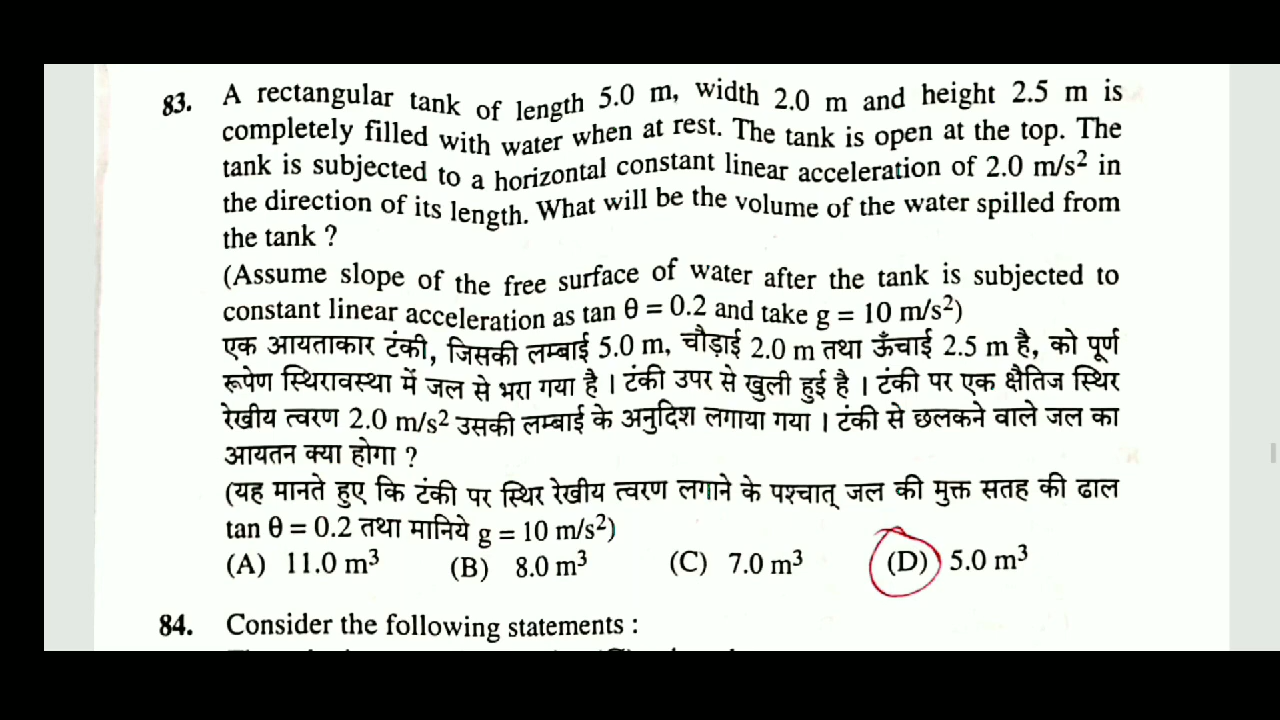 83. A rectangular tank of length 5.0 m, width 2.0 m and height 2.5 m is
completely filled with water when at rest. The tank is open at the top. The
tank is subjected to a horizontal constant linear acceleration of 2.0 m/s² in
the direction of its length. What will be the volume of the water spilled from
the tank ?
(Assume slope of the free surface of water after the tank is subjected to
constant linear acceleration as tan θ = 0.2 and take g = 10 m/s²)
एक आयताकार टंकी, जिसकी लम्बाई 5.0 m, चौड़ाई 2.0 m तथा ऊँचाई 2.5 m है, को पूर्ण
रूपेण स्थिरावस्था में जल से भरा गया है । टंकी उपर से खुली हुई है । टंकी पर एक क्षैतिज स्थिर
रेखीय त्वरण 2.0 m/s² उसकी लम्बाई के अनुदिश लगाया गया । टंकी से छलकने वाले जल का
आयतन क्या होगा ?
(यह मानते हुए कि टंकी पर स्थिर रेखीय त्वरण लगाने के पश्चात् जल की मुक्त सतह की ढाल
tan θ = 0.2 तथा मानिये g = 10 m/s²)
(A) 11.0 m³ (B) 8.0 m³ (C) 7.0 m³ (D) 5.0 m³
84. Consider the following statements :